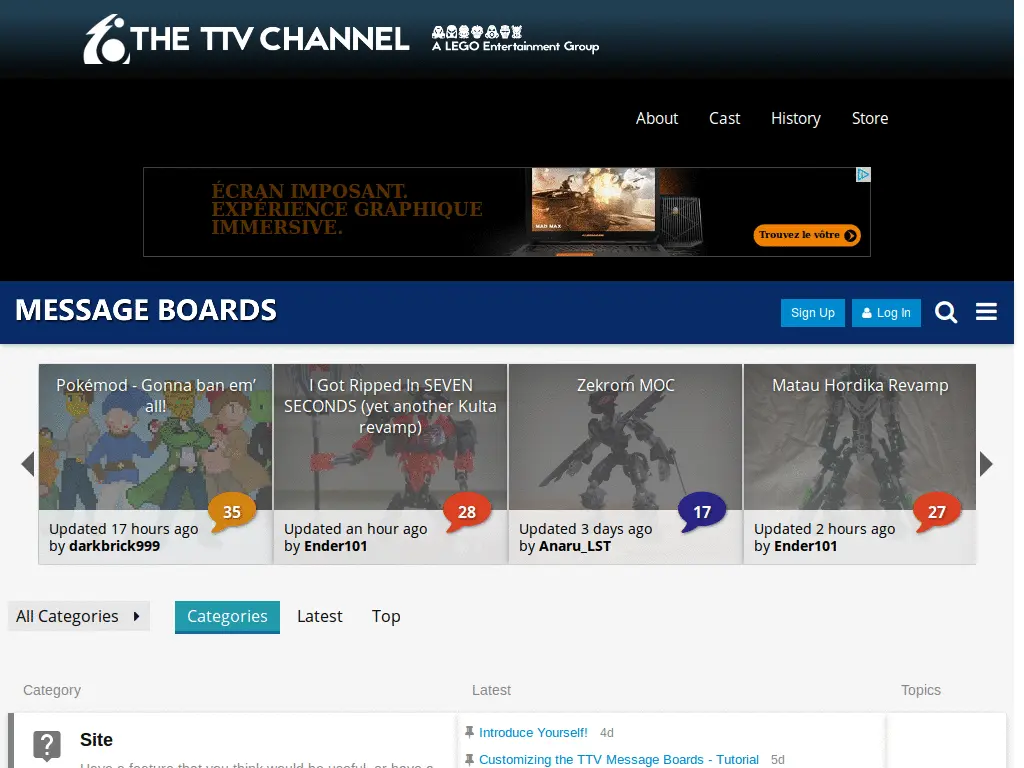 THE TTV CHANNEL
A LEGO Entertainment Group
About Cast History Store
ÉCRAN IMPOSANT.
EXPÉRIENCE GRAPHIQUE
IMMERSIVE.
MAD MAX
Trouvez le vôtre
MESSAGE BOARDS
Sign Up Log In
Pokémod - Gonna ban em’
all!
35
Updated 17 hours ago
by darkbrick999
I Got Ripped In SEVEN
SECONDS (yet another Kulta
revamp)
28
Updated an hour ago
by Ender101
Zekrom MOC
17
Updated 3 days ago
by Anaru_LST
Matau Hordika Revamp
27
Updated 2 hours ago
by Ender101
All Categories Categories Latest Top
Category Latest Topics
Site
Have a feature that you think would be useful, or have a
Introduce Yourself! 4d
Customizing the TTV Message Boards - Tutorial 5d